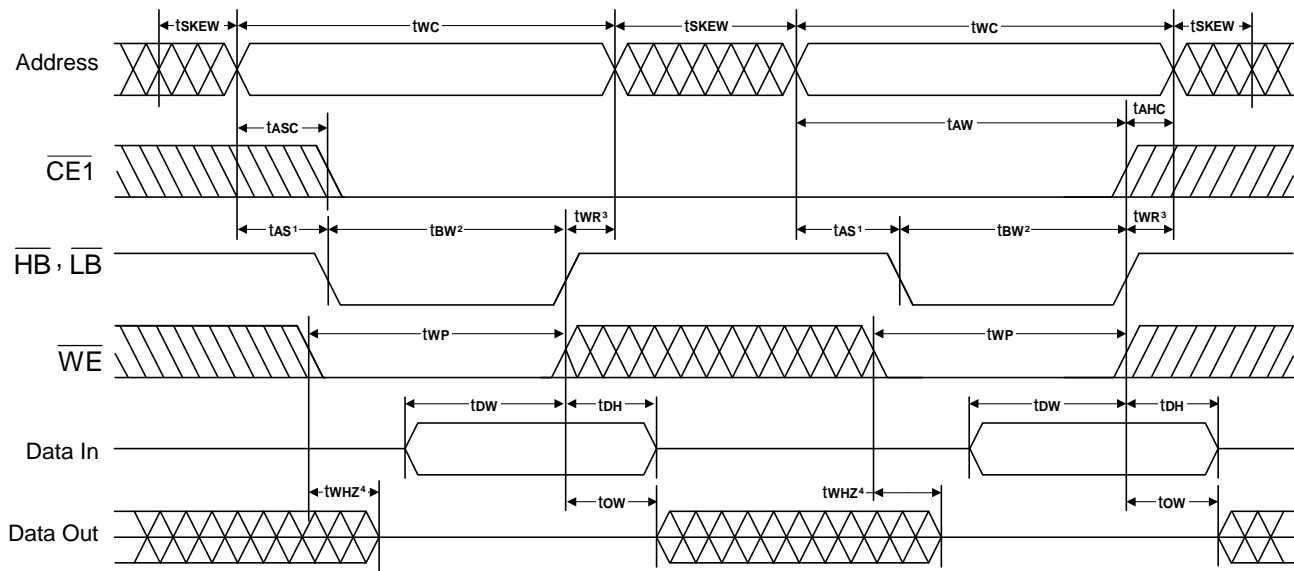 tSKEW tWC tSKEW tWC tSKEW
Address
tASC tAW tAHC
CE1
tAS1 tBW2 tWR3 tAS1 tBW2 tWR3
HB , LB
tWP tWP
WE
tDW tDH tDW tDH
Data In
tWHZ4 tOW tWHZ4 tOW
Data Out